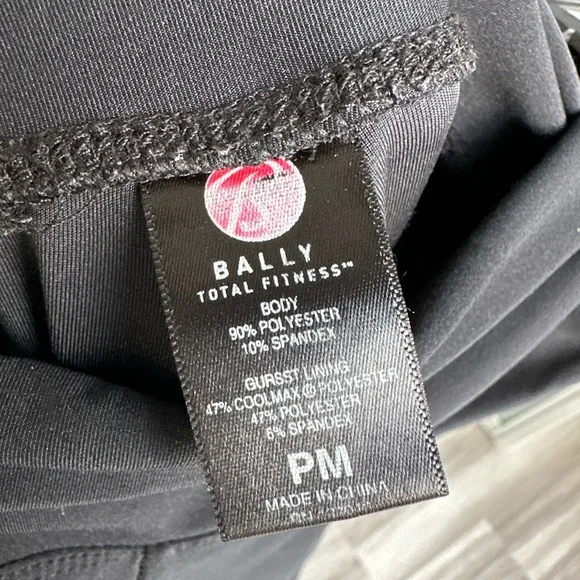 BALLY
TOTAL FITNESS™
BODY
90% POLYESTER
10% SPANDEX
GURSST LINING
47% COOLMAX ® POLYESTER
47% POLYESTER
6% SPANDEX
PM
MADE IN CHINA